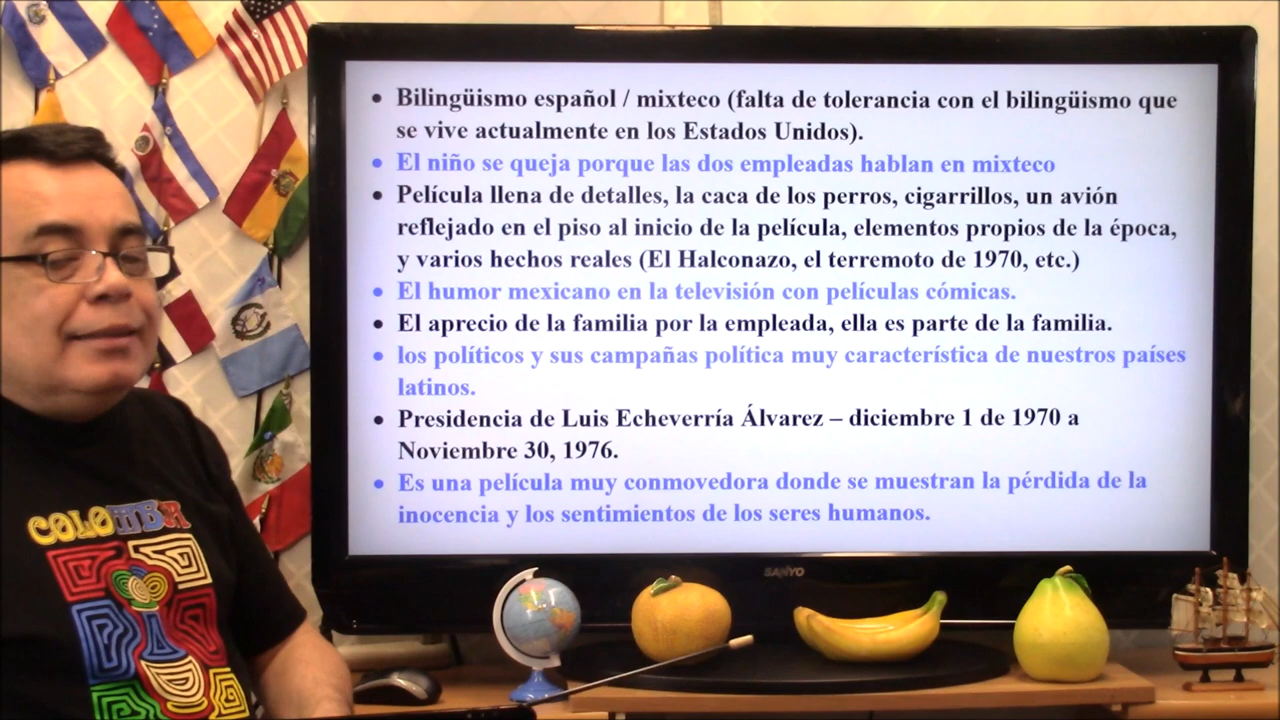 Bilingüismo español / mixteco (falta de tolerancia con el bilingüismo que
se vive actualmente en los Estados Unidos).
El niño se queja porque las dos empleadas hablan en mixteco
Película llena de detalles, la caca de los perros, cigarrillos, un avión
reflejado en el piso al inicio de la película, elementos propios de la época,
y varios hechos reales (El Halconazo, el terremoto de 1970, etc.)
El humor mexicano en la televisión con películas cómicas.
El aprecio de la familia por la empleada, ella es parte de la familia.
los políticos y sus campañas política muy característica de nuestros países
latinos.
Presidencia de Luis Echeverría Álvarez – diciembre 1 de 1970 a
Noviembre 30, 1976.
Es una película muy conmovedora donde se muestran la pérdida de la
inocencia y los sentimientos de los seres humanos.
SANYO
COLOMBIA